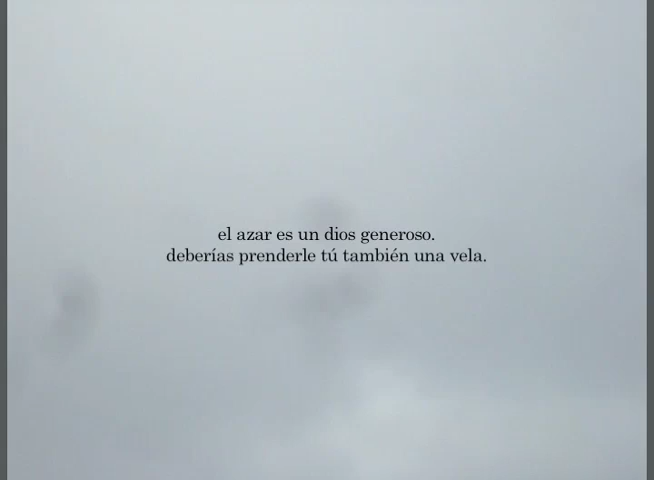 el azar es un dios generoso.
deberías prenderle tú también una vela.